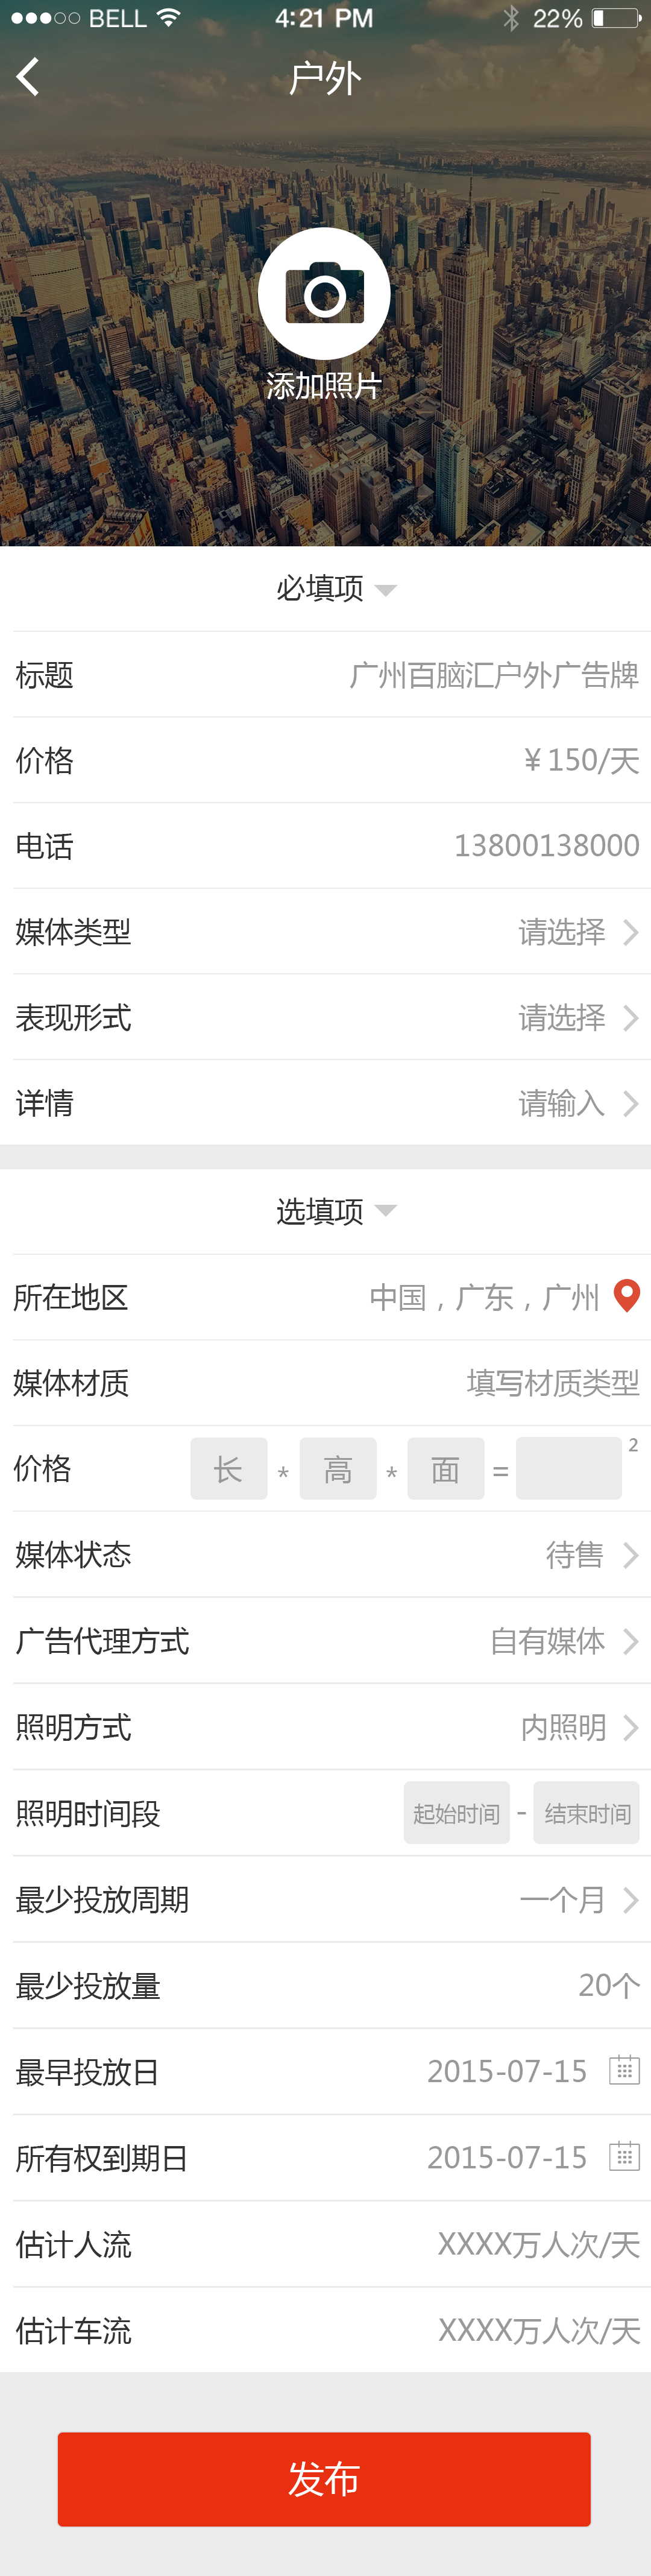 BELL 4:21 PM 22%
户外
添加照片
必填项
标题 广州百脑汇户外广告牌
价格 ¥150/天
电话 13800138000
媒体类型 请选择
表现形式 请选择
详情 请输入
选填项
所在地区 中国，广东，广州
媒体材质 填写材质类型
价格 长 * 高 * 面 = 2
媒体状态 待售
广告代理方式 自有媒体
照明方式 内照明
照明时间段 起始时间 - 结束时间
最少投放周期 一个月
最少投放量 20个
最早投放日 2015-07-15
所有权到期日 2015-07-15
估计人流 XXXX万人次/天
估计车流 XXXX万人次/天
发布